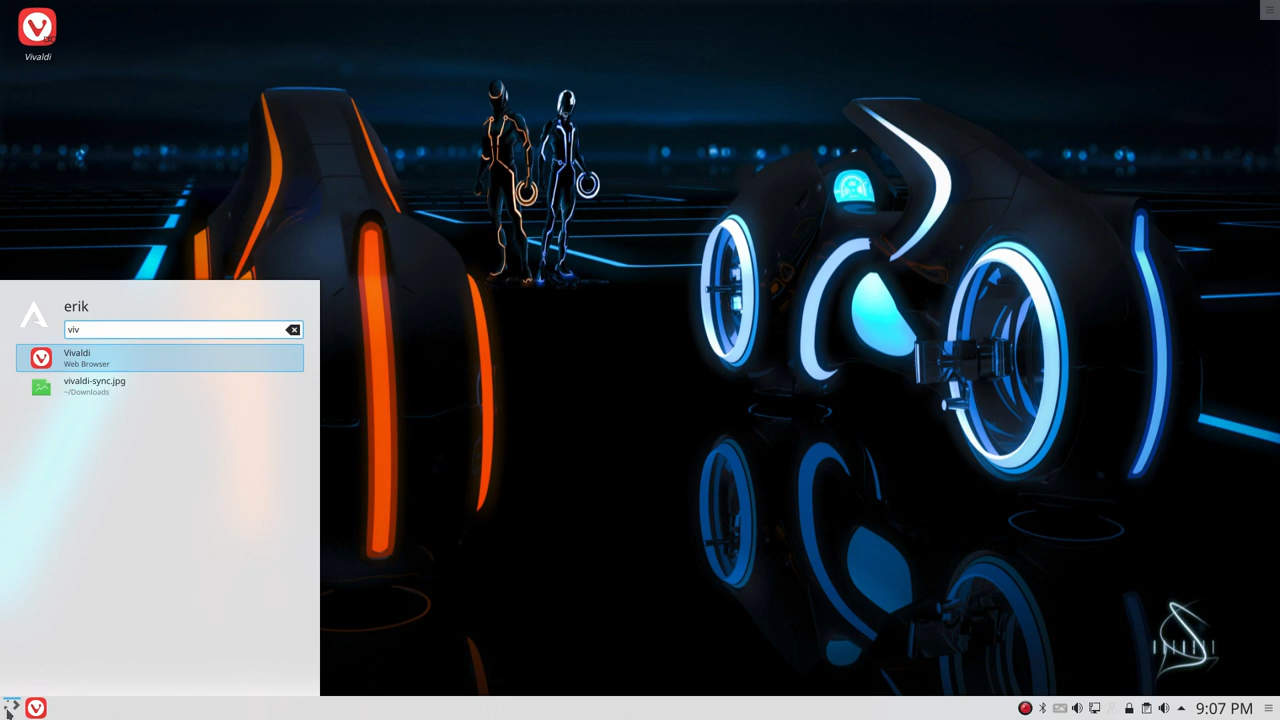 Vivaldi
erik
viv
Vivaldi
Web Browser
vivaldi-sync.jpg
~/Downloads
9:07 PM